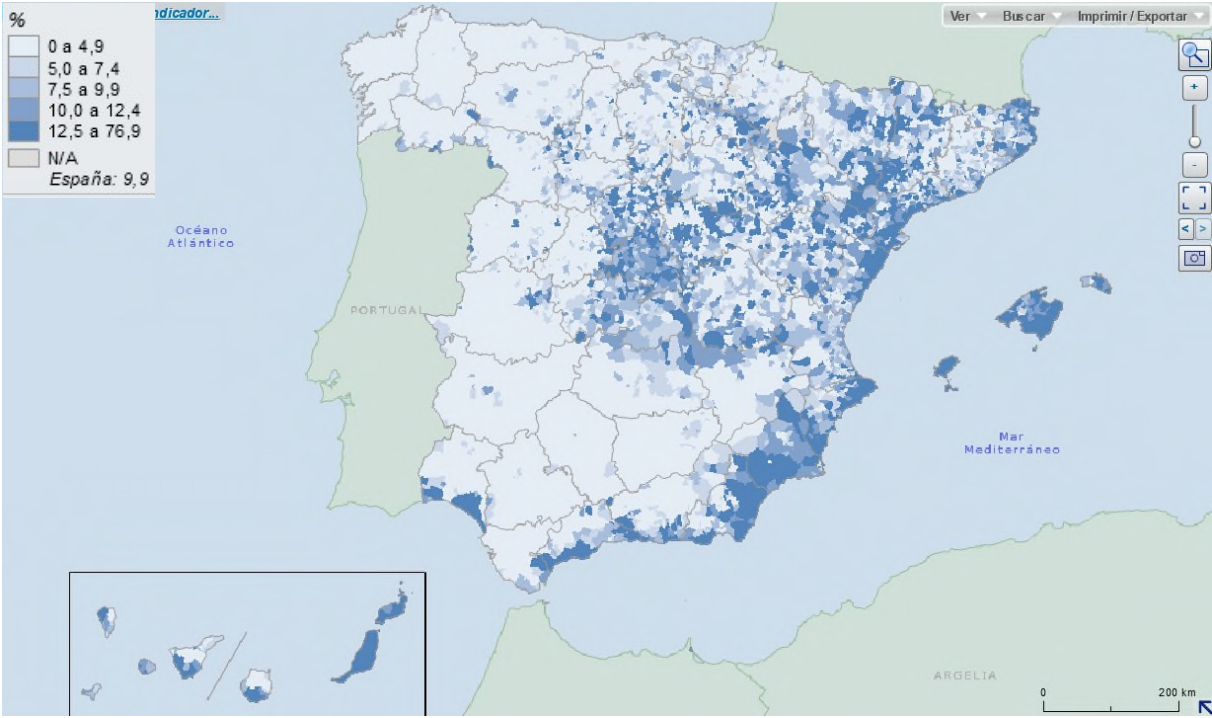 %
ndicador...
0 a 4,9
5,0 a 7,4
7,5 a 9,9
10,0 a 12,4
12,5 a 76,9
N/A
España: 9,9
Ver Buscar Imprimir / Exportar
+
-
< >
Océano
Atlántico
PORTUGAL
Mar
Mediterráneo
ARGELIA
0 200 km